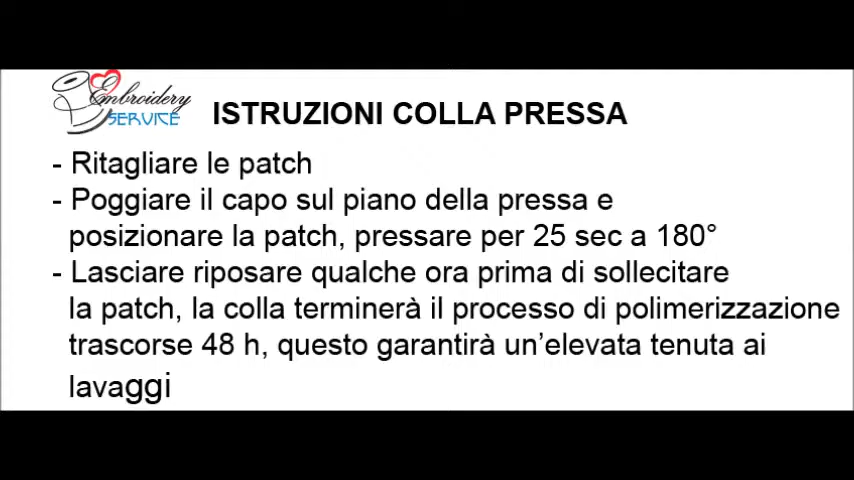 Embroidery
SERVICE
ISTRUZIONI COLLA PRESSA
- Ritagliare le patch
- Poggiare il capo sul piano della pressa e
posizionare la patch, pressare per 25 sec a 180°
- Lasciare riposare qualche ora prima di sollecitare
la patch, la colla terminerà il processo di polimerizzazione
trascorse 48 h, questo garantirà un'elevata tenuta ai
lavaggi